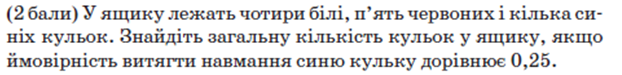 (2 бали) У ящику лежать чотири білі, п’ять червоних і кілька си-
ніх кульок. Знайдіть загальну кількість кульок у ящику, якщо
ймовірність витягти навмання синю кульку дорівнює 0,25.